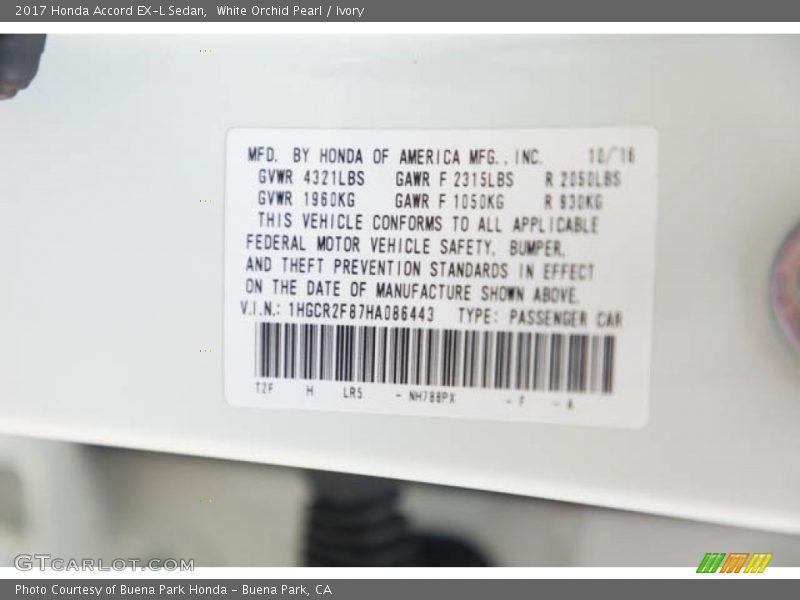 2017 Honda Accord EX-L Sedan, White Orchid Pearl / Ivory
MFD. BY HONDA OF AMERICA MFG., INC. 10/16
GVWR 4321LBS GAWR F 2315LBS R 2050LBS
GVWR 1960KG GAWR F 1050KG R 930KG
THIS VEHICLE CONFORMS TO ALL APPLICABLE
FEDERAL MOTOR VEHICLE SAFETY, BUMPER,
AND THEFT PREVENTION STANDARDS IN EFFECT
ON THE DATE OF MANUFACTURE SHOWN ABOVE.
V.I.N.: 1HGCR2F87HA086443 TYPE: PASSENGER CAR
T2F H LR5 - NH788PX - F - A
GTCARLOT.COM
Photo Courtesy of Buena Park Honda - Buena Park, CA